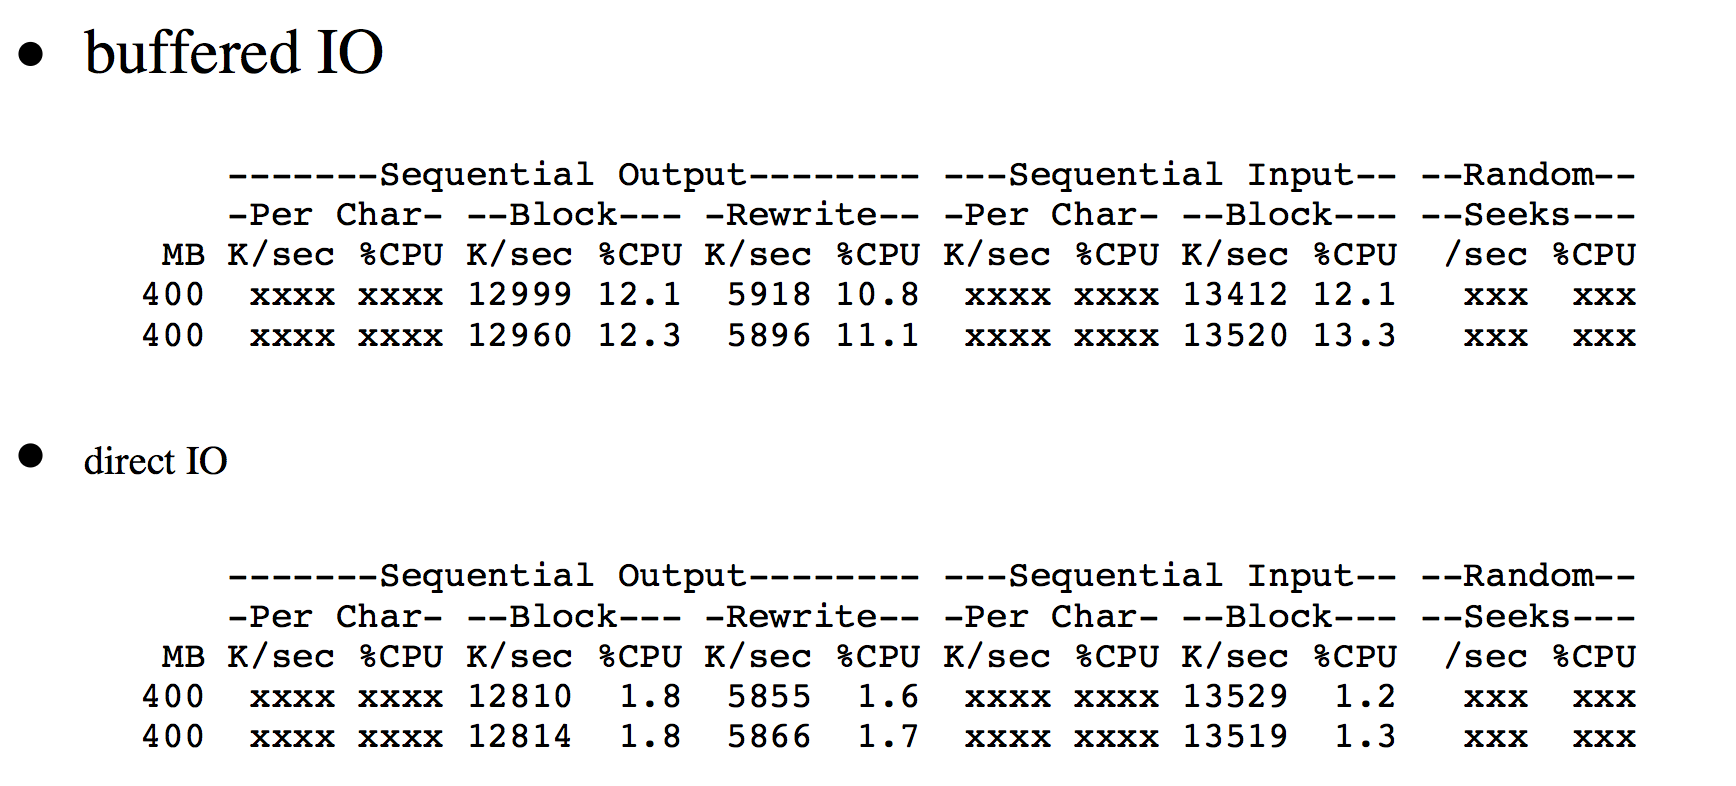 • buffered IO
-------Sequential Output-------- ---Sequential Input-- --Random--
-Per Char- --Block--- -Rewrite-- -Per Char- --Block--- --Seeks---
MB K/sec %CPU K/sec %CPU K/sec %CPU K/sec %CPU K/sec %CPU /sec %CPU
400 xxxx xxxx 12999 12.1 5918 10.8 xxxx xxxx 13412 12.1 xxx xxx
400 xxxx xxxx 12960 12.3 5896 11.1 xxxx xxxx 13520 13.3 xxx xxx
• direct IO
-------Sequential Output-------- ---Sequential Input-- --Random--
-Per Char- --Block--- -Rewrite-- -Per Char- --Block--- --Seeks---
MB K/sec %CPU K/sec %CPU K/sec %CPU K/sec %CPU K/sec %CPU /sec %CPU
400 xxxx xxxx 12810 1.8 5855 1.6 xxxx xxxx 13529 1.2 xxx xxx
400 xxxx xxxx 12814 1.8 5866 1.7 xxxx xxxx 13519 1.3 xxx xxx